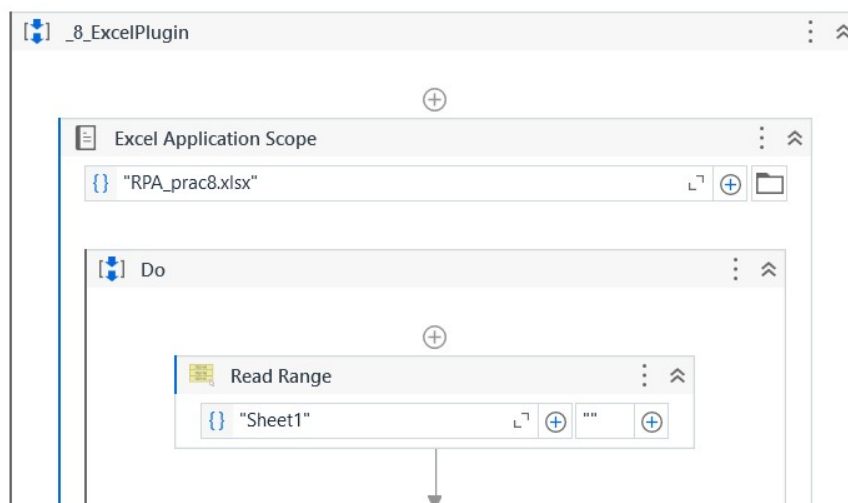 _8_ExcelPlugin
Excel Application Scope
"RPA_prac8.xlsx"
Do
Read Range
"Sheet1" ""